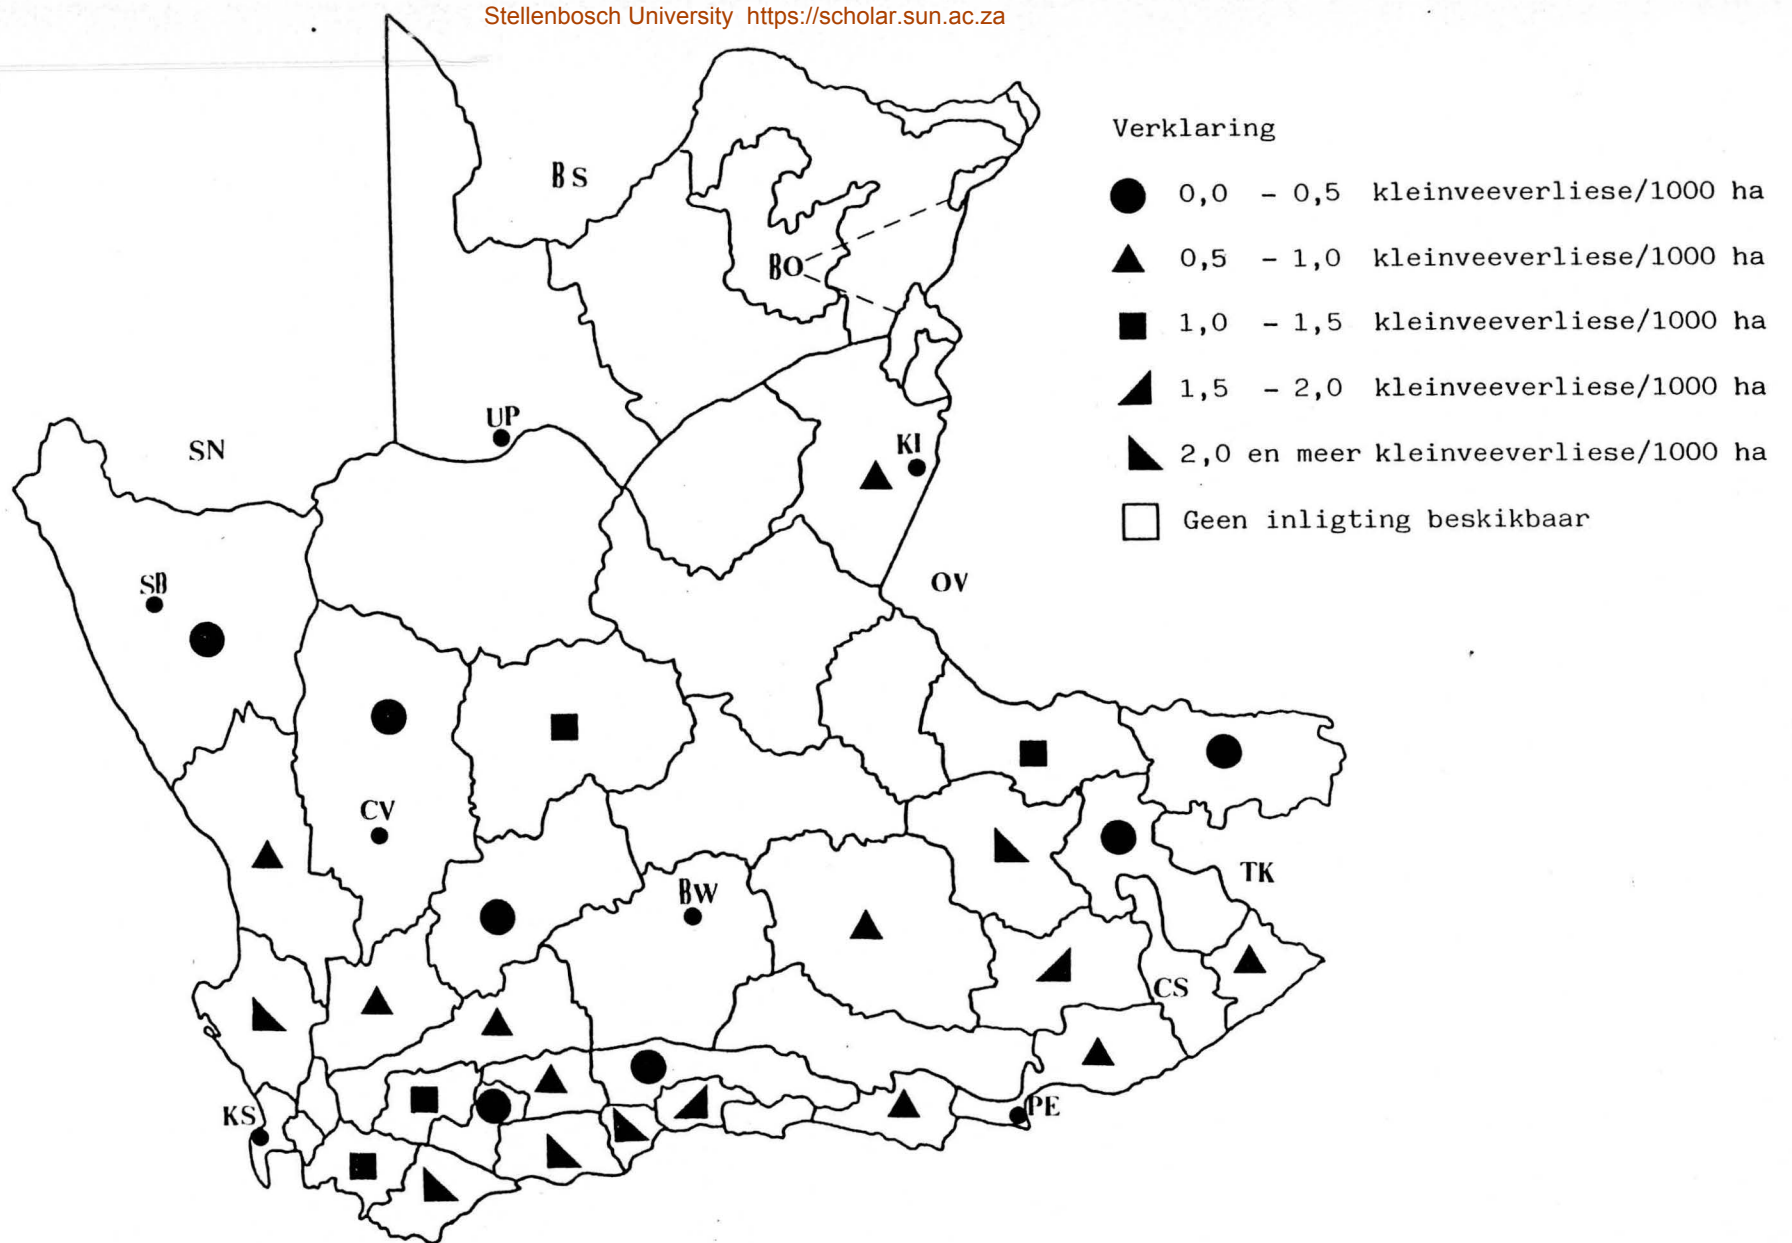 Stellenbosch University https://scholar.sun.ac.za
Verklaring
0,0 - 0,5 kleinveeverliese/1000 ha
0,5 - 1,0 kleinveeverliese/1000 ha
1,0 - 1,5 kleinveeverliese/1000 ha
1,5 - 2,0 kleinveeverliese/1000 ha
2,0 en meer kleinveeverliese/1000 ha
Geen inligting beskikbaar
BS
BO
UP
SN
KI
SB
OV
CV
BW
TK
CS
KS
PE